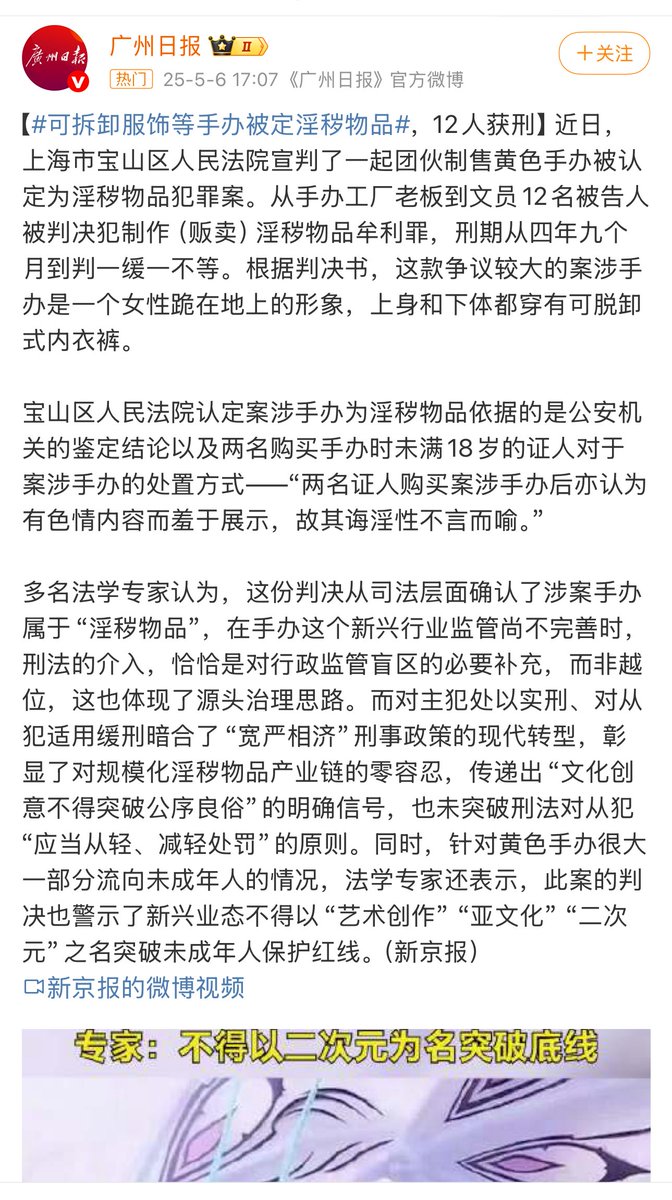 廣州日报
广州日报 II
+关注
热门 25-5-6 17:07 《广州日报》官方微博
【#可拆卸服饰等手办被定淫秽物品#，12人获刑】近日，
上海市宝山区人民法院宣判了一起团伙制售黄色手办被认
定为淫秽物品犯罪案。从手办工厂老板到文员12名被告人
被判决犯制作（贩卖）淫秽物品牟利罪，刑期从四年九个
月到判一缓一不等。根据判决书，这款争议较大的案涉手
办是一个女性跪在地上的形象，上身和下体都穿有可脱卸
式内衣裤。
宝山区人民法院认定案涉手办为淫秽物品依据的是公安机
关的鉴定结论以及两名购买手办时未满18岁的证人对于
案涉手办的处置方式——“两名证人购买案涉手办后亦认为
有色情内容而羞于展示，故其诲淫性不言而喻。”
多名法学专家认为，这份判决从司法层面确认了涉案手办
属于“淫秽物品”，在手办这个新兴行业监管尚不完善时，
刑法的介入，恰恰是对行政监管盲区的必要补充，而非越
位，这也体现了源头治理思路。而对主犯处以实刑、对从
犯适用缓刑暗合了“宽严相济”刑事政策的现代转型，彰
显了对规模化淫秽物品产业链的零容忍，传递出“文化创
意不得突破公序良俗”的明确信号，也未突破刑法对从犯
“应当从轻、减轻处罚”的原则。同时，针对黄色手办很大
一部分流向未成年人的情况，法学专家还表示，此案的判
决也警示了新兴业态不得以“艺术创作”“亚文化”“二次
元”之名突破未成年人保护红线。（新京报）
新京报的微博视频
专家：不得以二次元为名突破底线